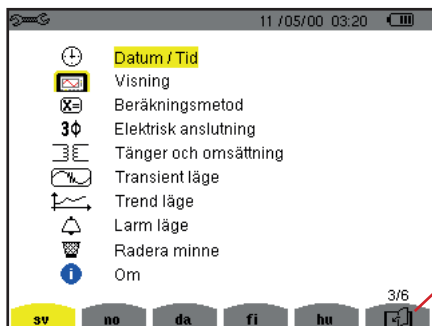 11 /05/00 03:20
Datum / Tid
Visning
X= Beräkningsmetod
3ϕ Elektrisk anslutning
Tänger och omsättning
Transient läge
Trend läge
Larm läge
Radera minne
i Om
3/6
sv no da fi hu